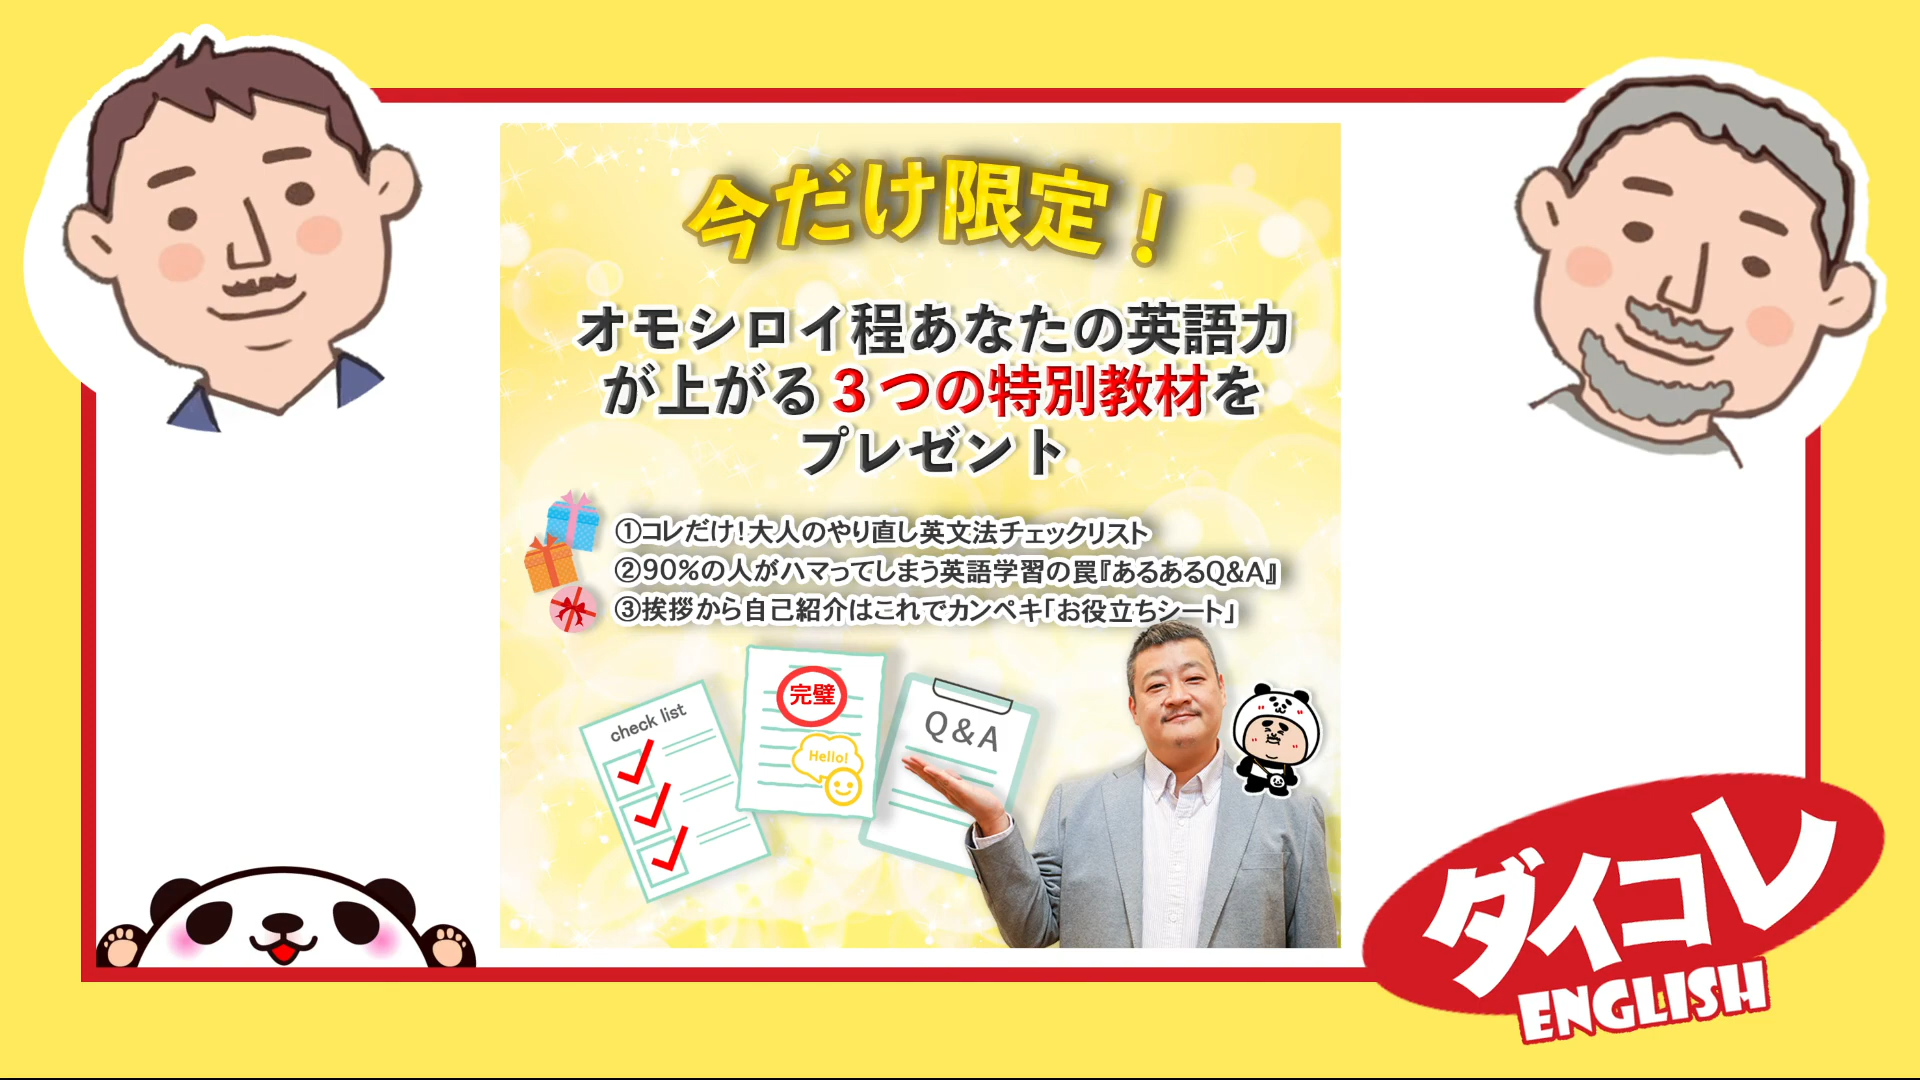 今だけ限定！
オモシロイ程あなたの英語力
が上がる３つの特別教材を
プレゼント
①コレだけ！大人のやり直し英文法チェックリスト
②90%の人がハマってしまう英語学習の罠『あるあるQ&A』
③挨拶から自己紹介はこれでカンペキ「お役立ちシート」
check list
完璧
Hello!
Q&A
ダイコレ
ENGLISH